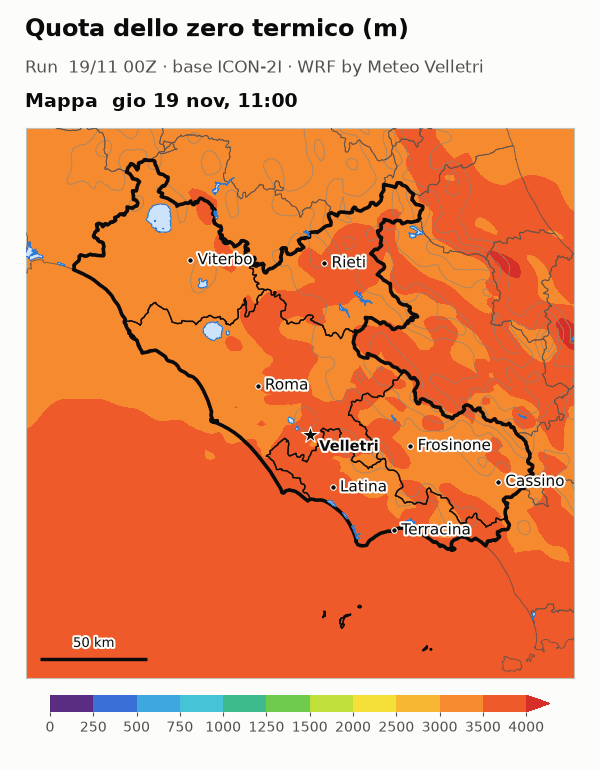 Quota dello zero termico (m)
Run  19/11 00Z · base ICON-2I · WRF by Meteo Velletri
Mappa  gio 19 nov, 11:00
Viterbo
Rieti
Roma
Velletri
Frosinone
Latina
Cassino
Terracina
50 km
0 250 500 750 1000 1250 1500 2000 2500 3000 3500 4000